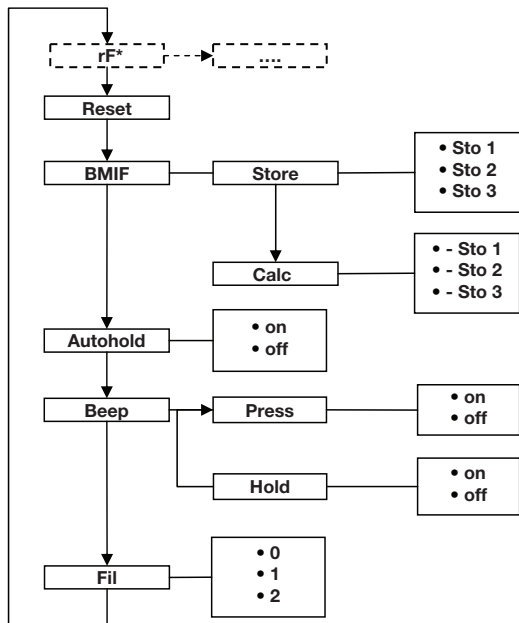 rF*
....
Reset
BMIF
Store
• Sto 1
• Sto 2
• Sto 3
Calc
• - Sto 1
• - Sto 2
• - Sto 3
Autohold
• on
• off
Beep
Press
• on
• off
Hold
• on
• off
Fil
• 0
• 1
• 2